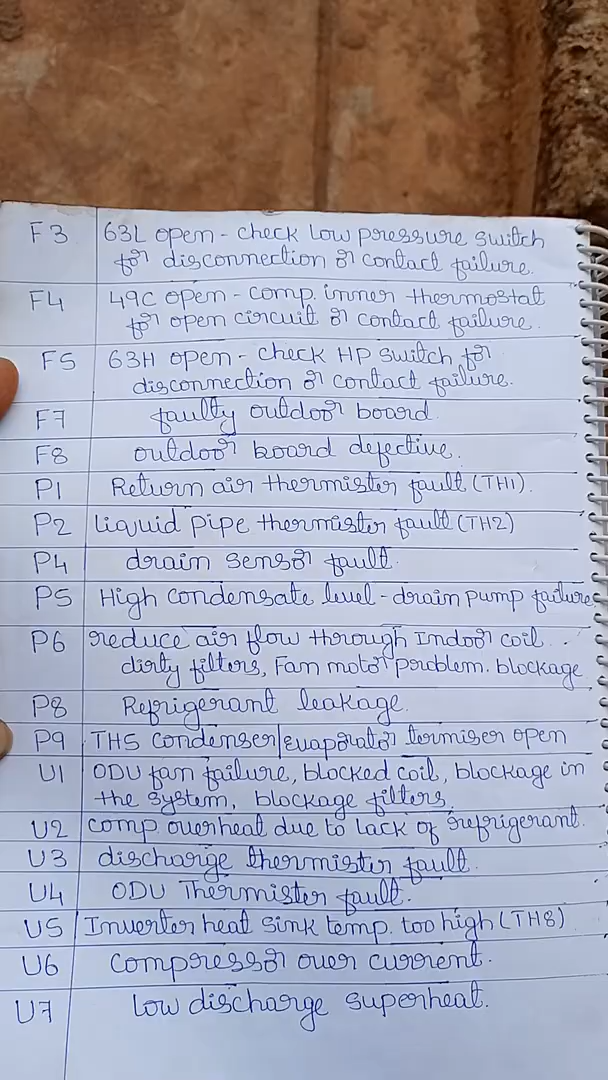 F3 63L open - check low pressure switch
for disconnection or contact failure.
F4 49C open - comp. inner thermostat
for open circuit or contact failure.
F5 63H open - check HP switch for
disconnection or contact failure.
F7 faulty outdoor board
F8 outdoor board defective.
P1 Return air thermister fault (TH1).
P2 liquid pipe thermister fault (TH2)
P4 drain sensor fault.
P5 High condensate level - drain pump failure
P6 reduce air flow through Indoor coil.
dirty filters, Fan motor problem. blockage
P8 Refrigerant leakage.
P9 TH5 condenser/evaporator termiser open
U1 ODU fan failure, blocked coil, blockage in
the system, blockage filters,
U2 comp. overheat due to lack of refrigerant.
U3 discharge thermister fault.
U4 ODU Thermister fault.
U5 Inverter heat sink temp. too high (TH8)
U6 compressor over current.
U7 low discharge superheat.